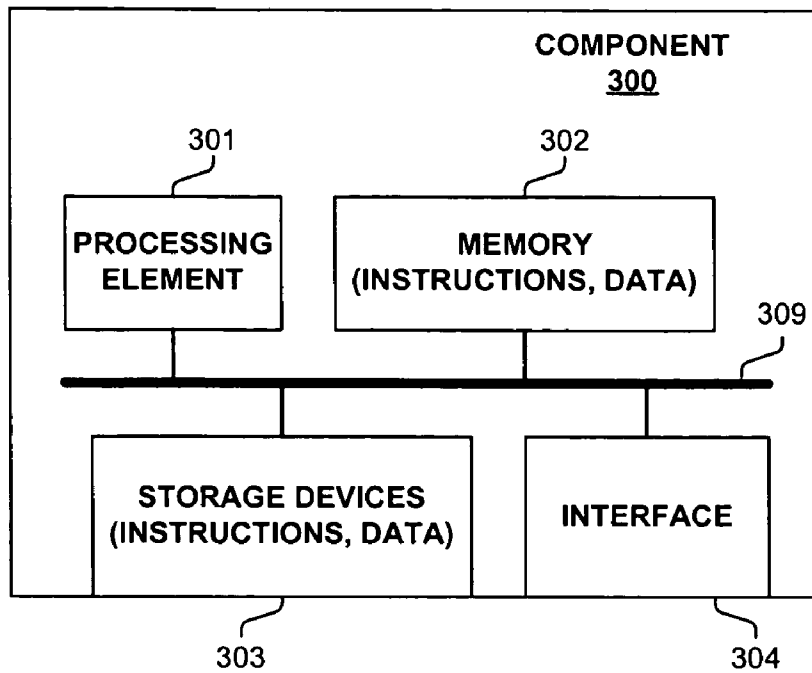 COMPONENT
300
301
302
PROCESSING
ELEMENT
MEMORY
(INSTRUCTIONS, DATA)
309
STORAGE DEVICES
(INSTRUCTIONS, DATA)
INTERFACE
303
304